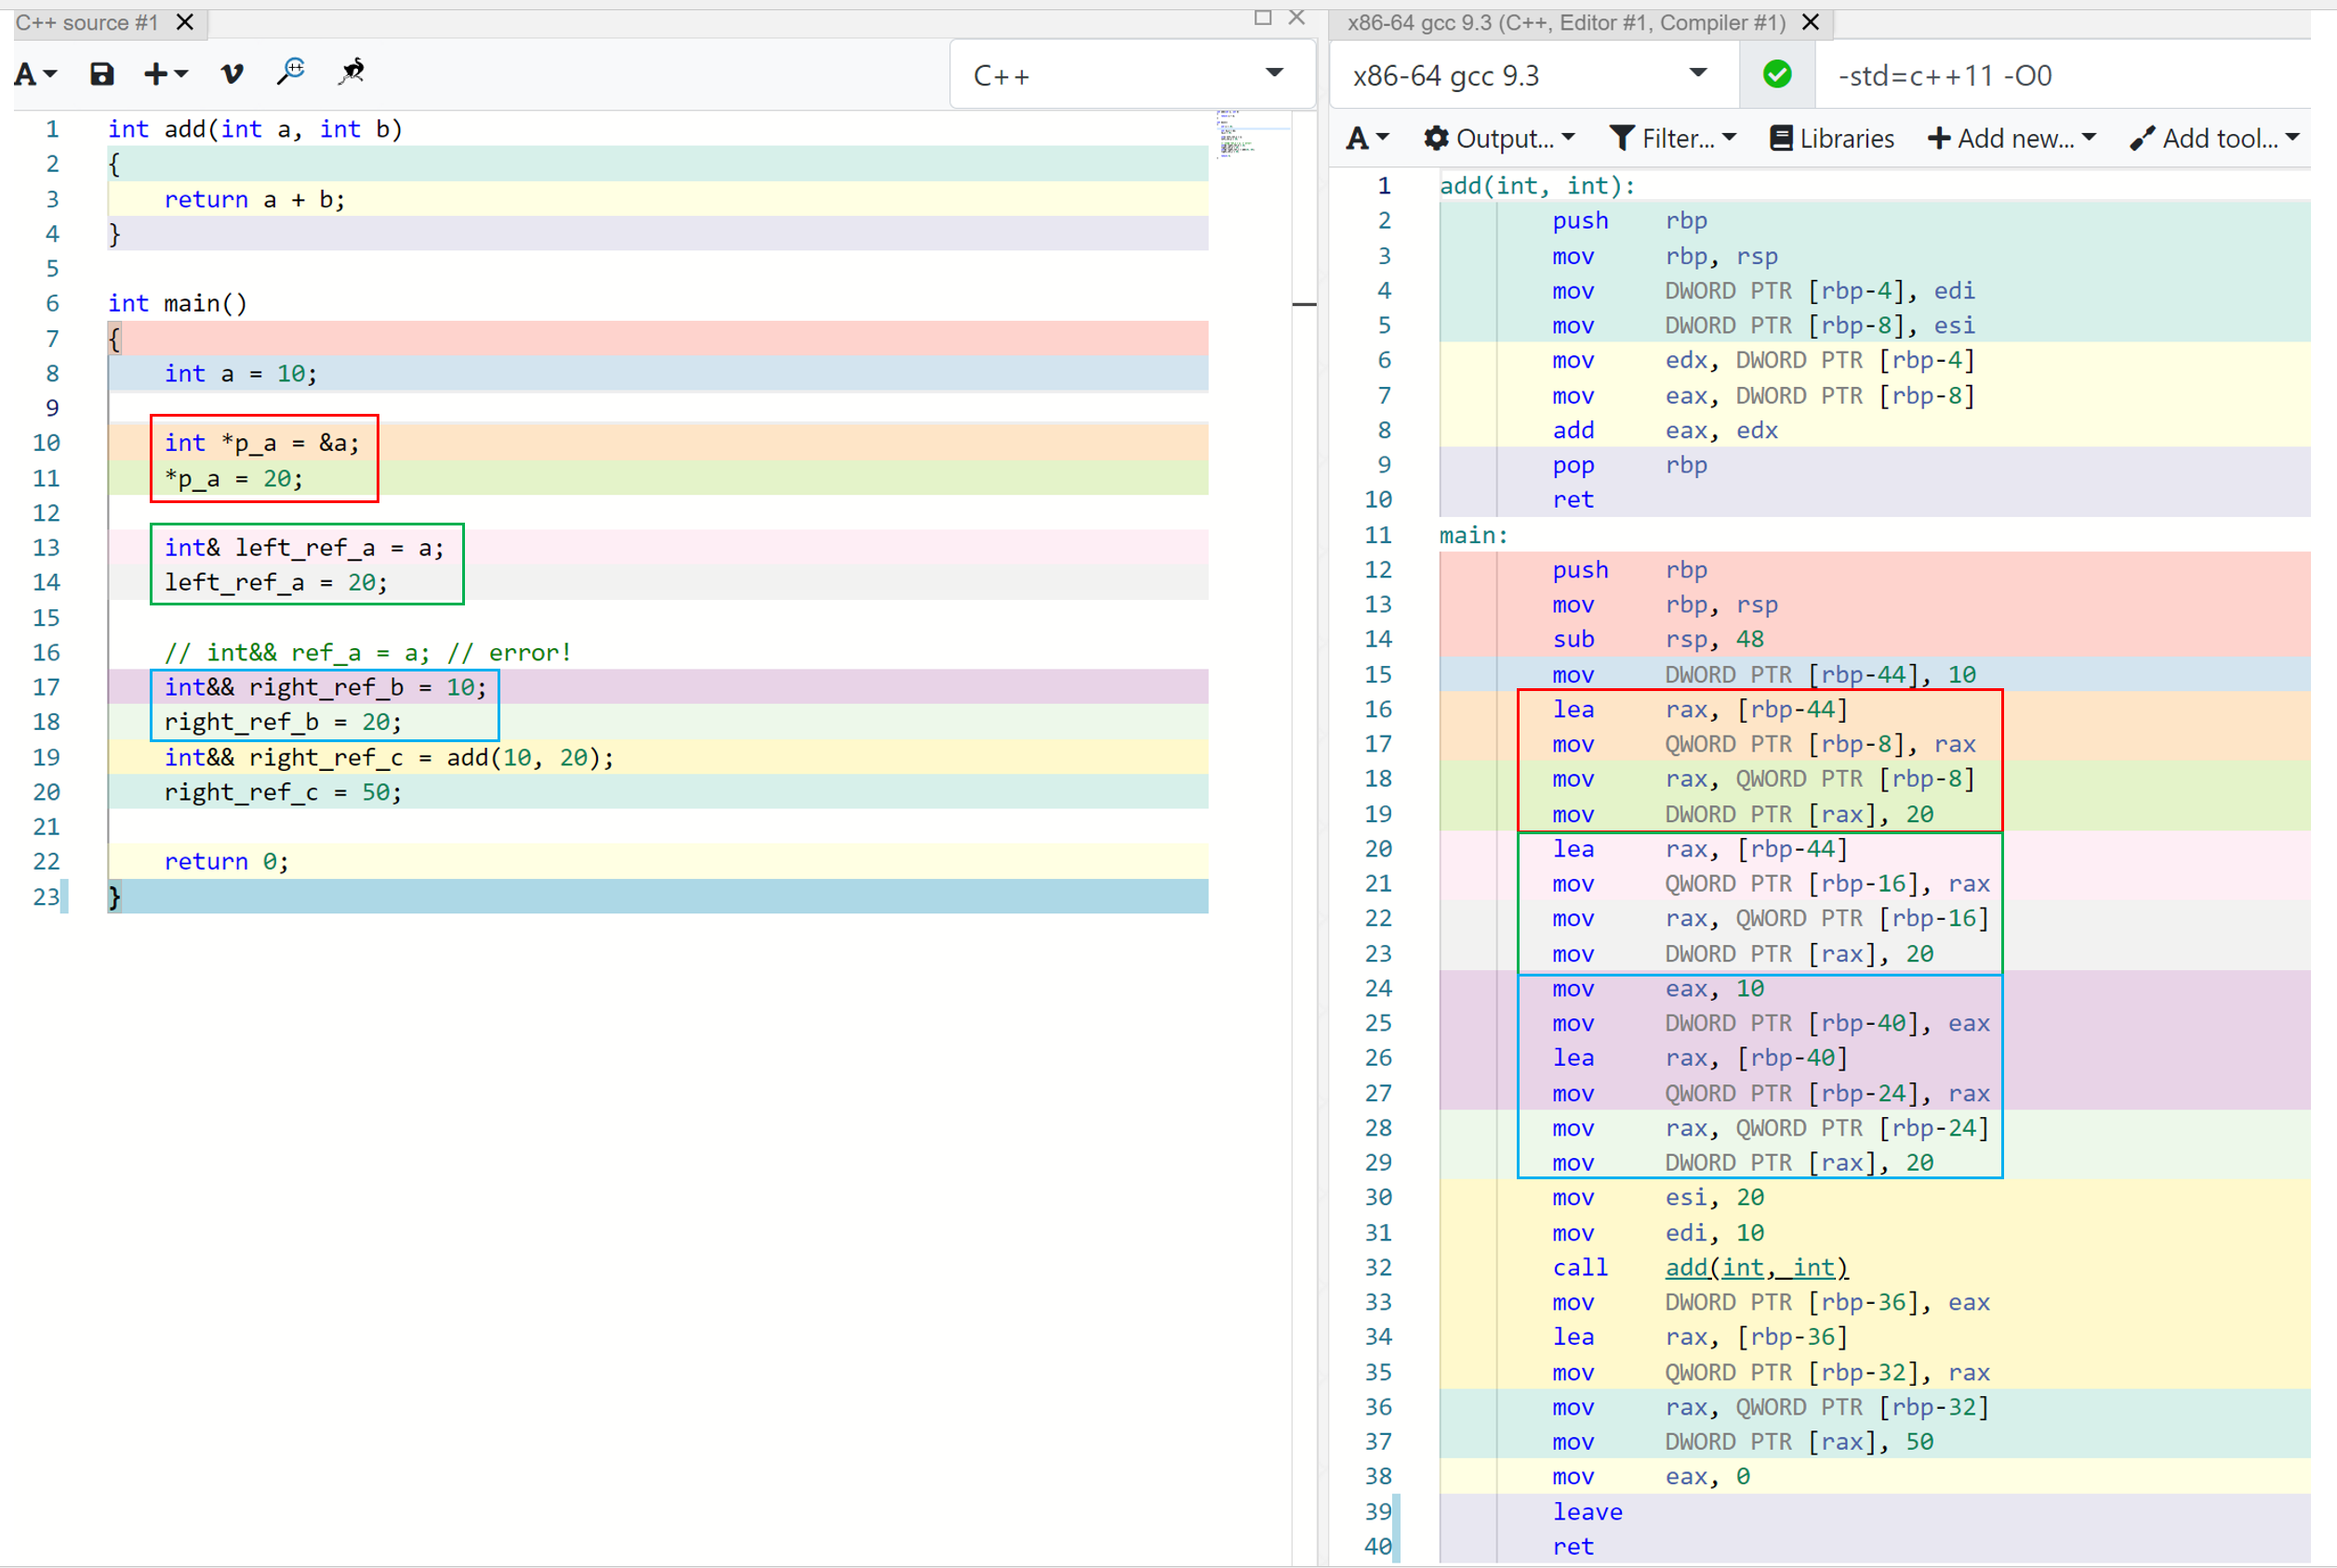 C++ source #1
A
C++
1 int add(int a, int b)
2 {
3 return a + b;
4 }
5
6 int main()
7 {
8 int a = 10;
9
10 int *p_a = &a;
11 *p_a = 20;
12
13 int& left_ref_a = a;
14 left_ref_a = 20;
15
16 // int&& ref_a = a; // error!
17 int&& right_ref_b = 10;
18 right_ref_b = 20;
19 int&& right_ref_c = add(10, 20);
20 right_ref_c = 50;
21
22 return 0;
23 }
x86-64 gcc 9.3 (C++, Editor #1, Compiler #1)
x86-64 gcc 9.3 -std=c++11 -O0
A Output... Filter... Libraries Add new... Add tool...
1 add(int, int):
2 push rbp
3 mov rbp, rsp
4 mov DWORD PTR [rbp-4], edi
5 mov DWORD PTR [rbp-8], esi
6 mov edx, DWORD PTR [rbp-4]
7 mov eax, DWORD PTR [rbp-8]
8 add eax, edx
9 pop rbp
10 ret
11 main:
12 push rbp
13 mov rbp, rsp
14 sub rsp, 48
15 mov DWORD PTR [rbp-44], 10
16 lea rax, [rbp-44]
17 mov QWORD PTR [rbp-8], rax
18 mov rax, QWORD PTR [rbp-8]
19 mov DWORD PTR [rax], 20
20 lea rax, [rbp-44]
21 mov QWORD PTR [rbp-16], rax
22 mov rax, QWORD PTR [rbp-16]
23 mov DWORD PTR [rax], 20
24 mov eax, 10
25 mov DWORD PTR [rbp-40], eax
26 lea rax, [rbp-40]
27 mov QWORD PTR [rbp-24], rax
28 mov rax, QWORD PTR [rbp-24]
29 mov DWORD PTR [rax], 20
30 mov esi, 20
31 mov edi, 10
32 call add(int, int)
33 mov DWORD PTR [rbp-36], eax
34 lea rax, [rbp-36]
35 mov QWORD PTR [rbp-32], rax
36 mov rax, QWORD PTR [rbp-32]
37 mov DWORD PTR [rax], 50
38 mov eax, 0
39 leave
40 ret